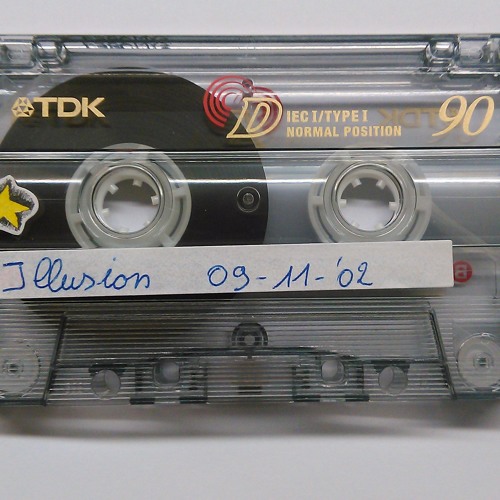 TDK
D IEC I/TYPE I 90
NORMAL POSITION
Illusion 09-11-'02
B